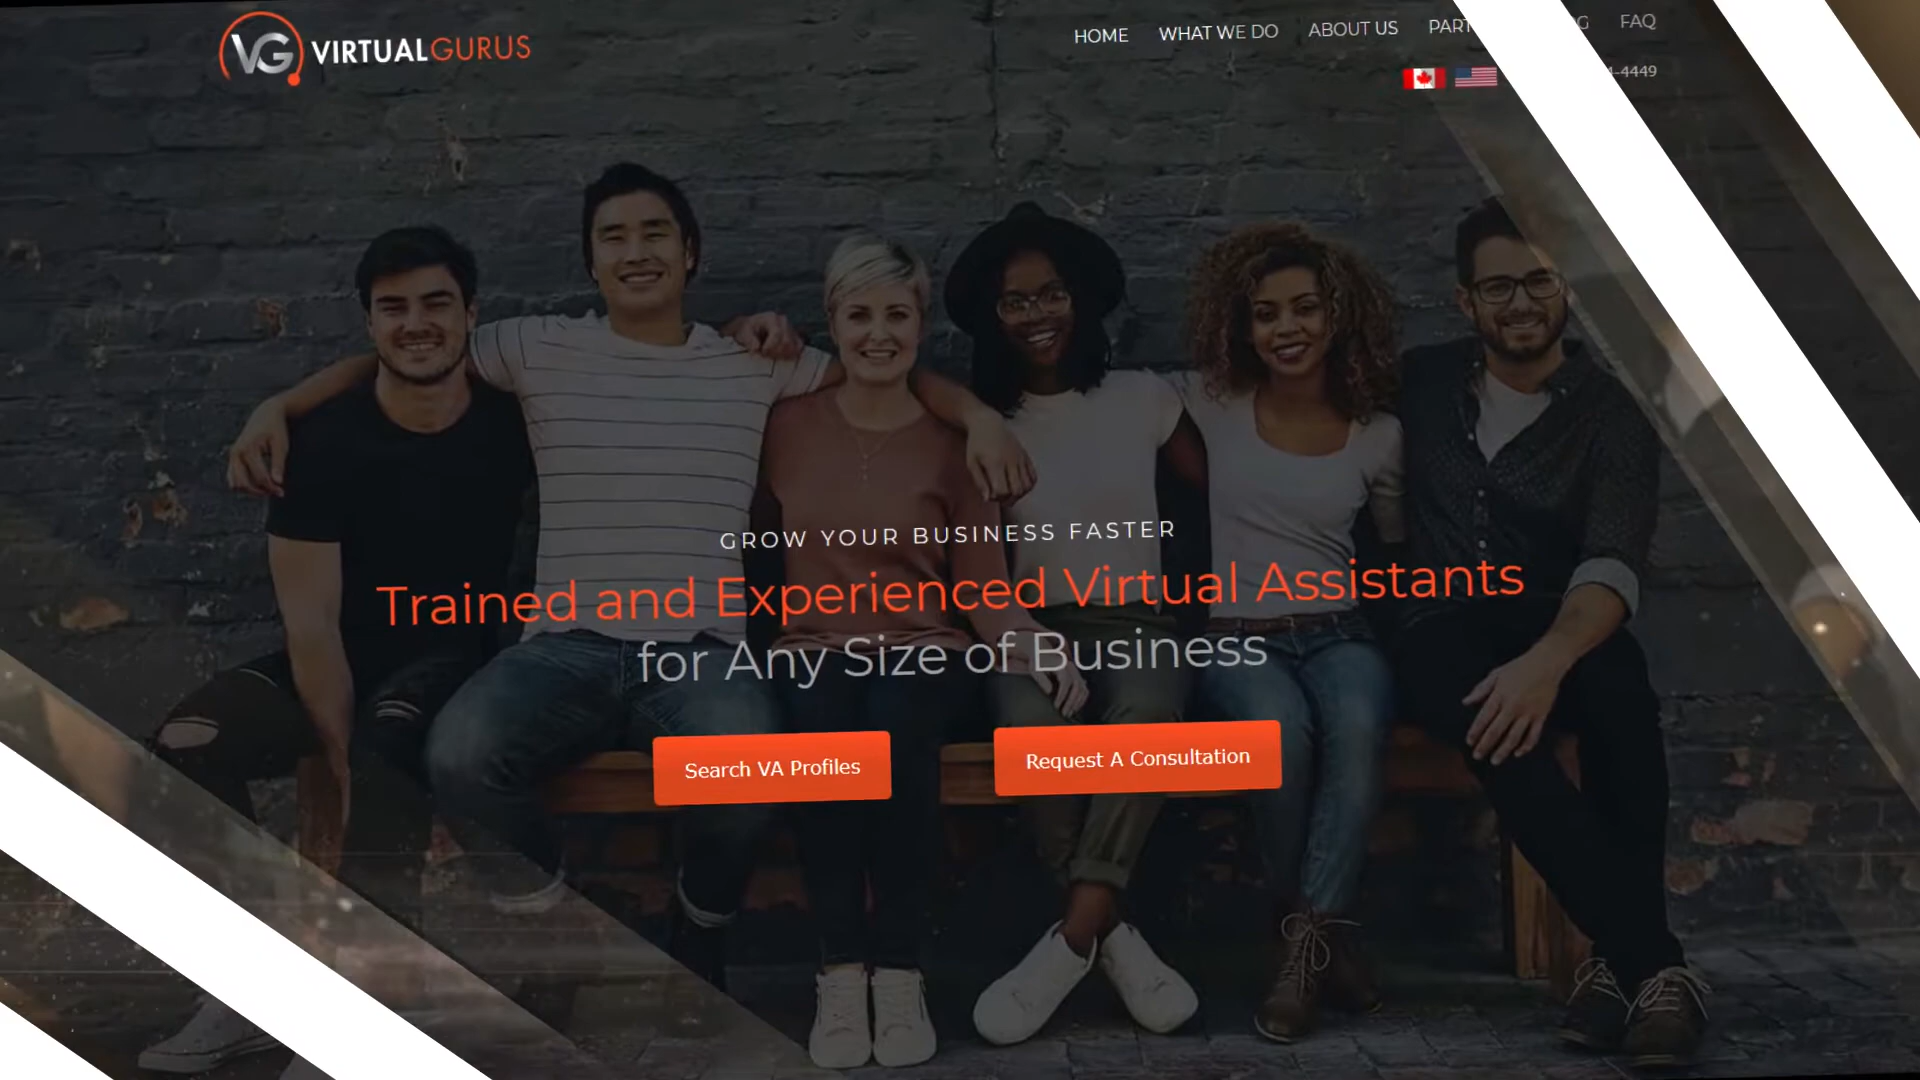 VG VIRTUALGURUS
HOME WHAT WE DO ABOUT US FAQ
-4449
GROW YOUR BUSINESS FASTER
Trained and Experienced Virtual Assistants
for Any Size of Business
Search VA Profiles
Request A Consultation